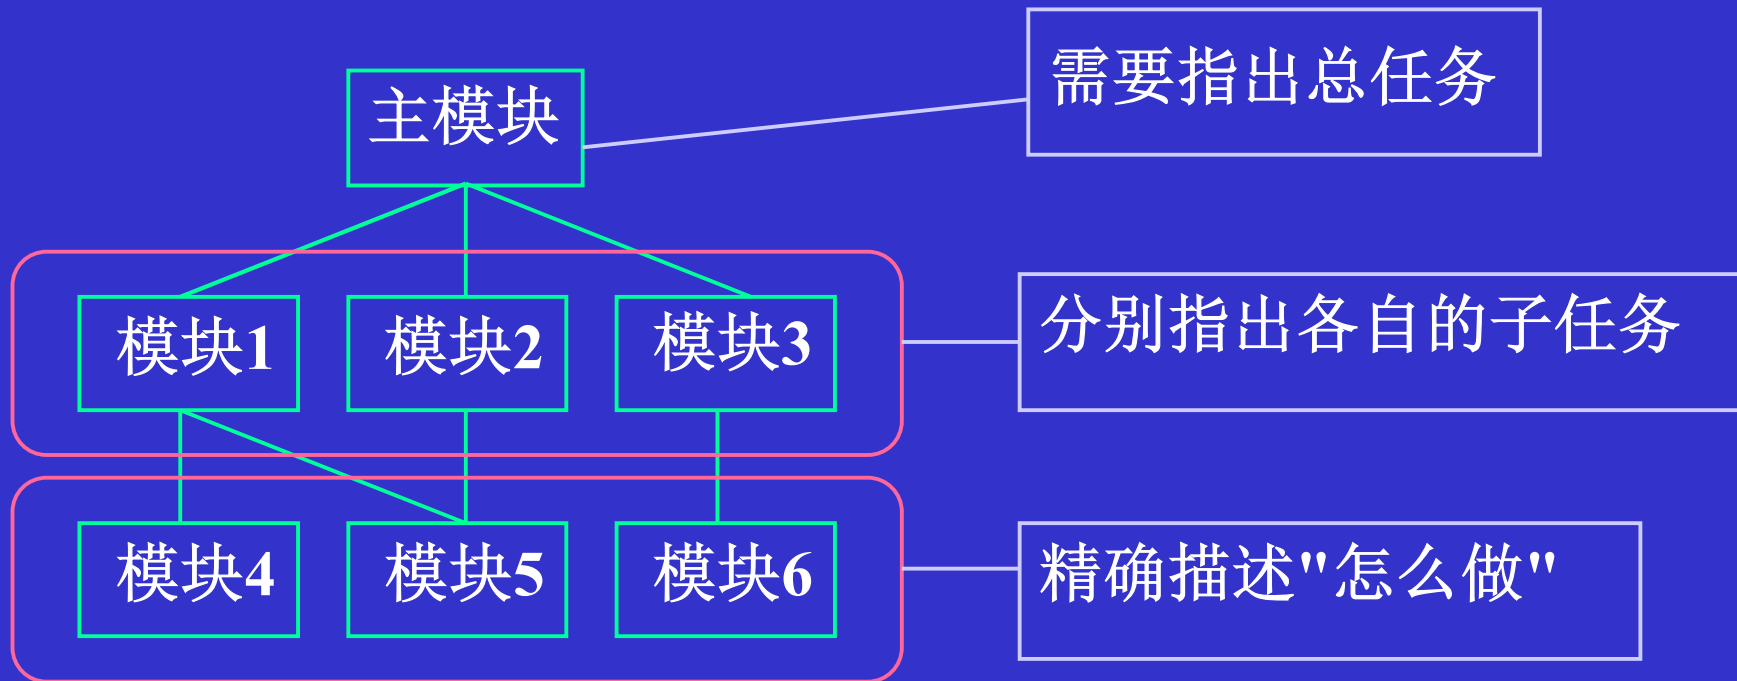 需要指出总任务
主模块
模块1
模块2
模块3
分别指出各自的子任务
模块4
模块5
模块6
精确描述"怎么做"